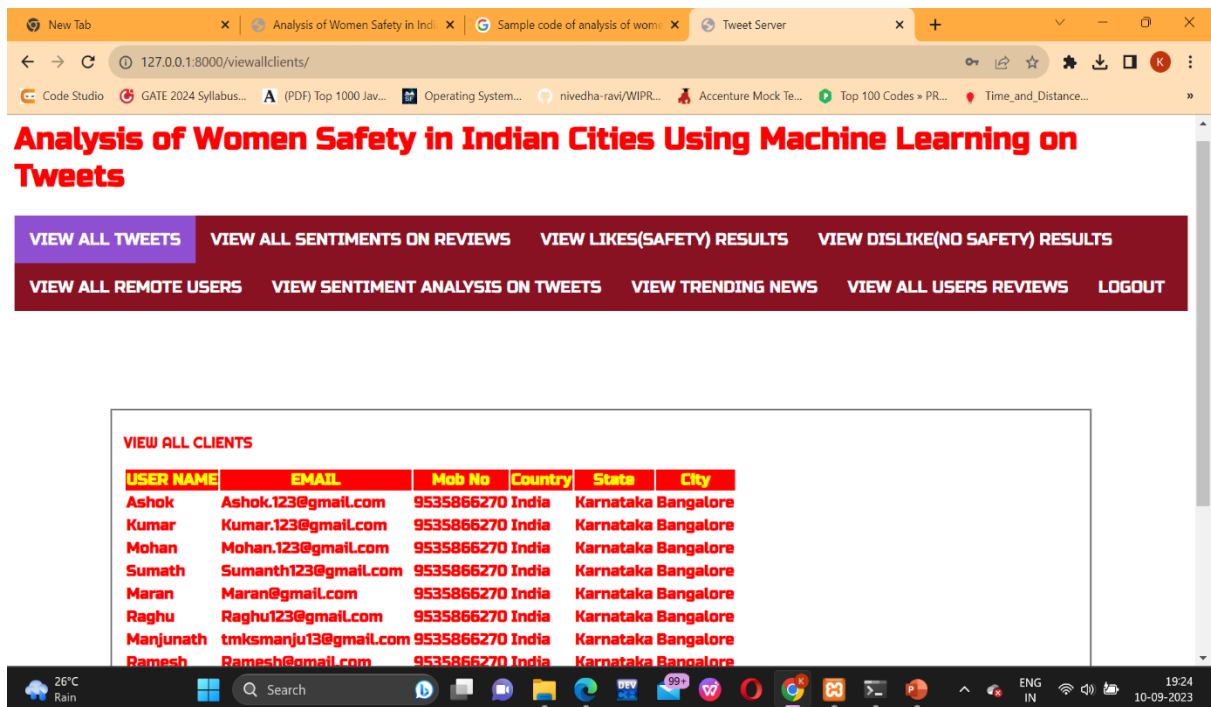 New Tab
Analysis of Women Safety in Indi
Sample code of analysis of wome
Tweet Server
127.0.0.1:8000/viewallclients/
K
Code Studio
GATE 2024 Syllabus...
(PDF) Top 1000 Jav...
Operating System...
nivedha-ravi/WIPR...
Accenture Mock Te...
Top 100 Codes » PR...
Time_and_Distance...
»
Analysis of Women Safety in Indian Cities Using Machine Learning on
Tweets
VIEW ALL TWEETS VIEW ALL SENTIMENTS ON REVIEWS VIEW LIKES(SAFETY) RESULTS VIEW DISLIKE(NO SAFETY) RESULTS
VIEW ALL REMOTE USERS VIEW SENTIMENT ANALYSIS ON TWEETS VIEW TRENDING NEWS VIEW ALL USERS REVIEWS LOGOUT
VIEW ALL CLIENTS
USER NAME EMAIL Mob No Country State City
Ashok Ashok.123@gmail.com 9535866270 India Karnataka Bangalore
Kumar Kumar.123@gmail.com 9535866270 India Karnataka Bangalore
Mohan Mohan.123@gmail.com 9535866270 India Karnataka Bangalore
Sumath Sumanth123@gmail.com 9535866270 India Karnataka Bangalore
Maran Maran@gmail.com 9535866270 India Karnataka Bangalore
Raghu Raghu123@gmail.com 9535866270 India Karnataka Bangalore
Manjunath tmksmanju13@gmail.com 9535866270 India Karnataka Bangalore
Ramesh Ramesh@gmail.com 9535866270 India Karnataka Bangalore
26°C
Rain
Search
DEV
99+
ENG
IN
19:24
10-09-2023